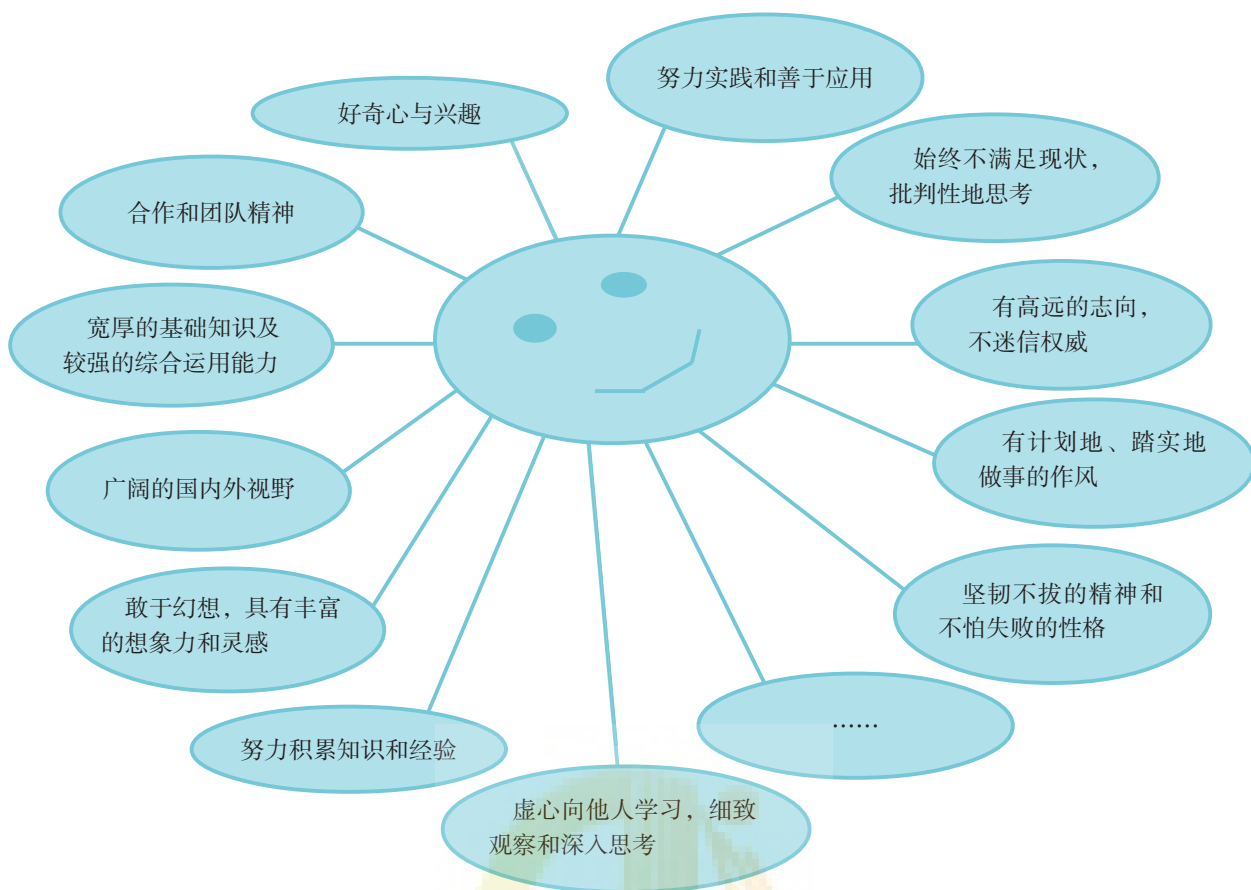 努力实践和善于应用
好奇心与兴趣
始终不满足现状，
批判性地思考
合作和团队精神
有高远的志向，
不迷信权威
宽厚的基础知识及
较强的综合运用能力
有计划地、踏实地
做事的作风
广阔的国内外视野
坚韧不拔的精神和
不怕失败的性格
敢于幻想，具有丰富
的想象力和灵感
……
努力积累知识和经验
虚心向他人学习，细致
观察和深入思考